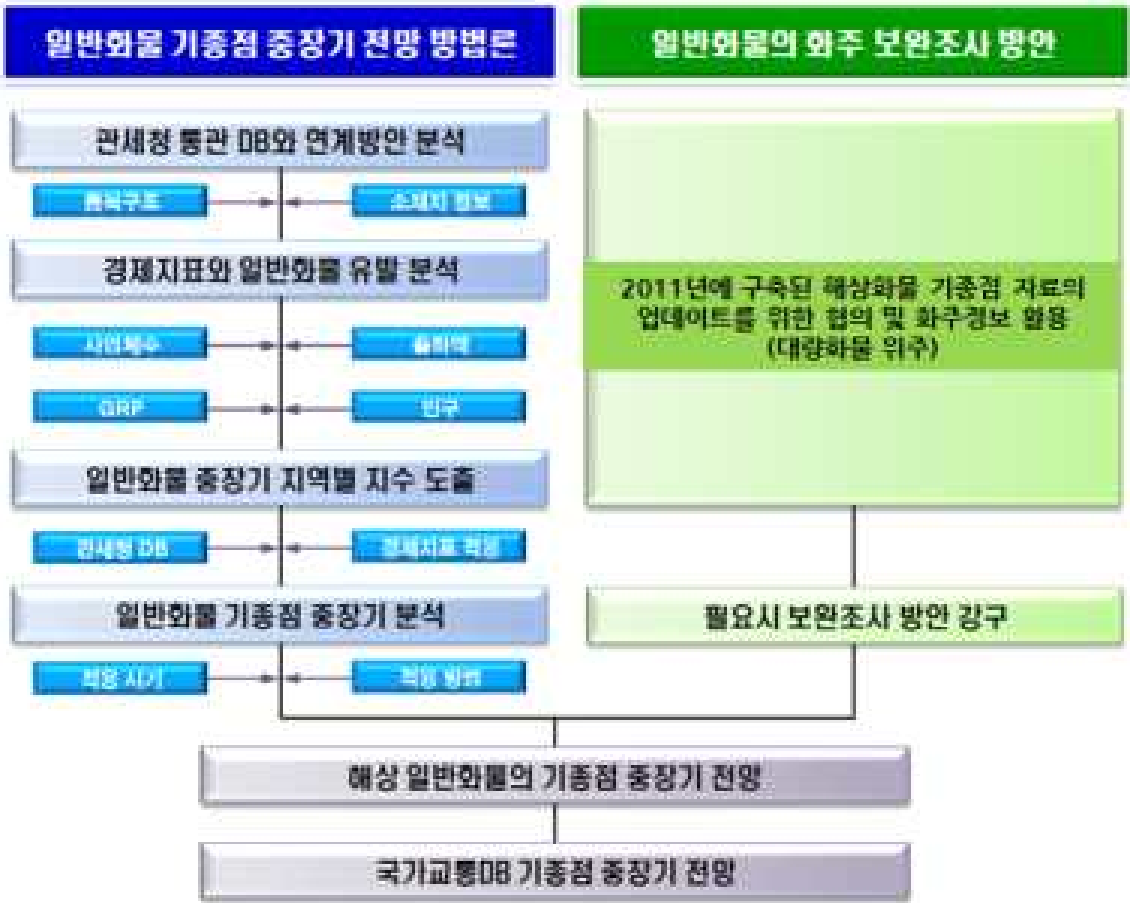 일반화물 기종점 중장기 전망 방법론
관세청 통관 DB와 연계방안 분석
품목구조
소재지 정보
경제지표와 일반화물 유발 분석
사업체수
출하액
GRP
인구
일반화물 중장기 지역별 지수 도출
관세청 DB
경제지표 적용
일반화물 기종점 중장기 분석
적용 시기
적용 방법
일반화물의 화주 보완조사 방안
2011년에 구축된 해상화물 기종점 자료의
업데이트를 위한 협의 및 화주정보 활용
(대량화물 위주)
필요시 보완조사 방안 강구
해상 일반화물의 기종점 중장기 전망
국가교통DB 기종점 중장기 전망